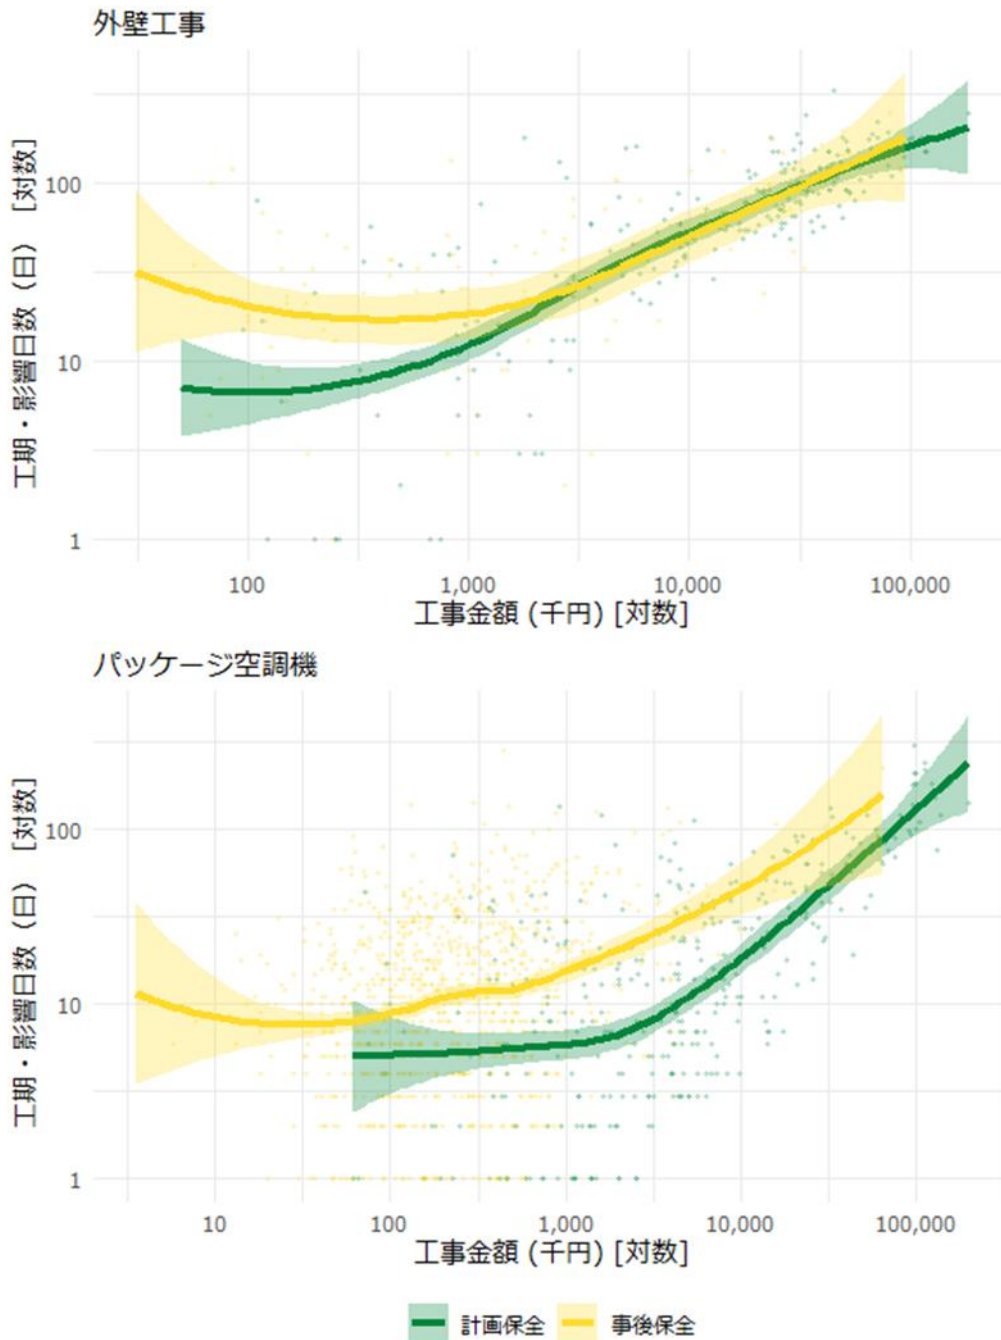 外壁工事
工期・影響日数（日） [対数]
100
10
1
100
1,000
10,000
100,000
工事金額 (千円) [対数]
パッケージ空調機
工期・影響日数（日） [対数]
100
10
1
10
100
1,000
10,000
100,000
工事金額 (千円) [対数]
計画保全
事後保全